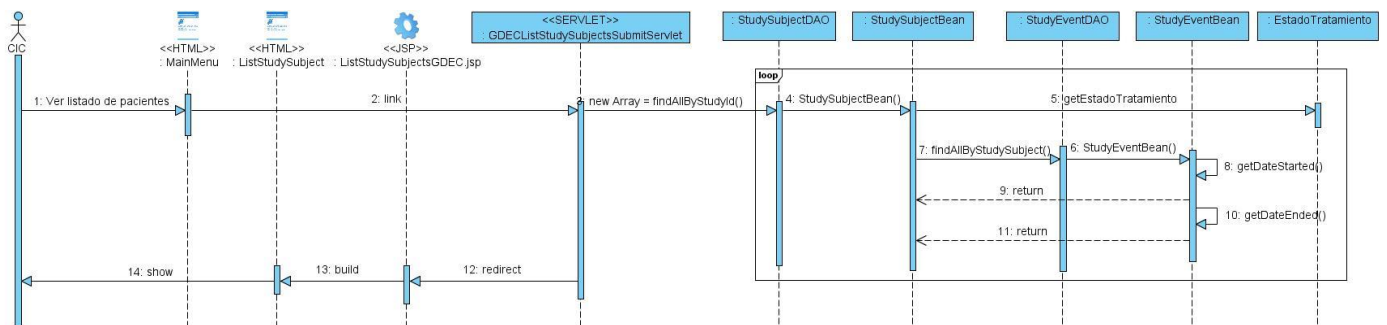 CIC
<<HTML>>
: MainMenu
<<HTML>>
: ListStudySubject
<<JSP>>
: ListStudySubjectsGDEC.jsp
<<SERVLET>>
: GDECListStudySubjectsSubmitServlet
: StudySubjectDAO
: StudySubjectBean
: StudyEventDAO
: StudyEventBean
: EstadoTratamiento
loop
1: Ver listado de pacientes
2: link
3: new Array = findAllByStudyId()
4: StudySubjectBean()
5: getEstadoTratamiento
7: findAllByStudySubject()
6: StudyEventBean()
8: getDateStarted()
9: return
10: getDateEnded()
11: return
14: show
13: build
12: redirect